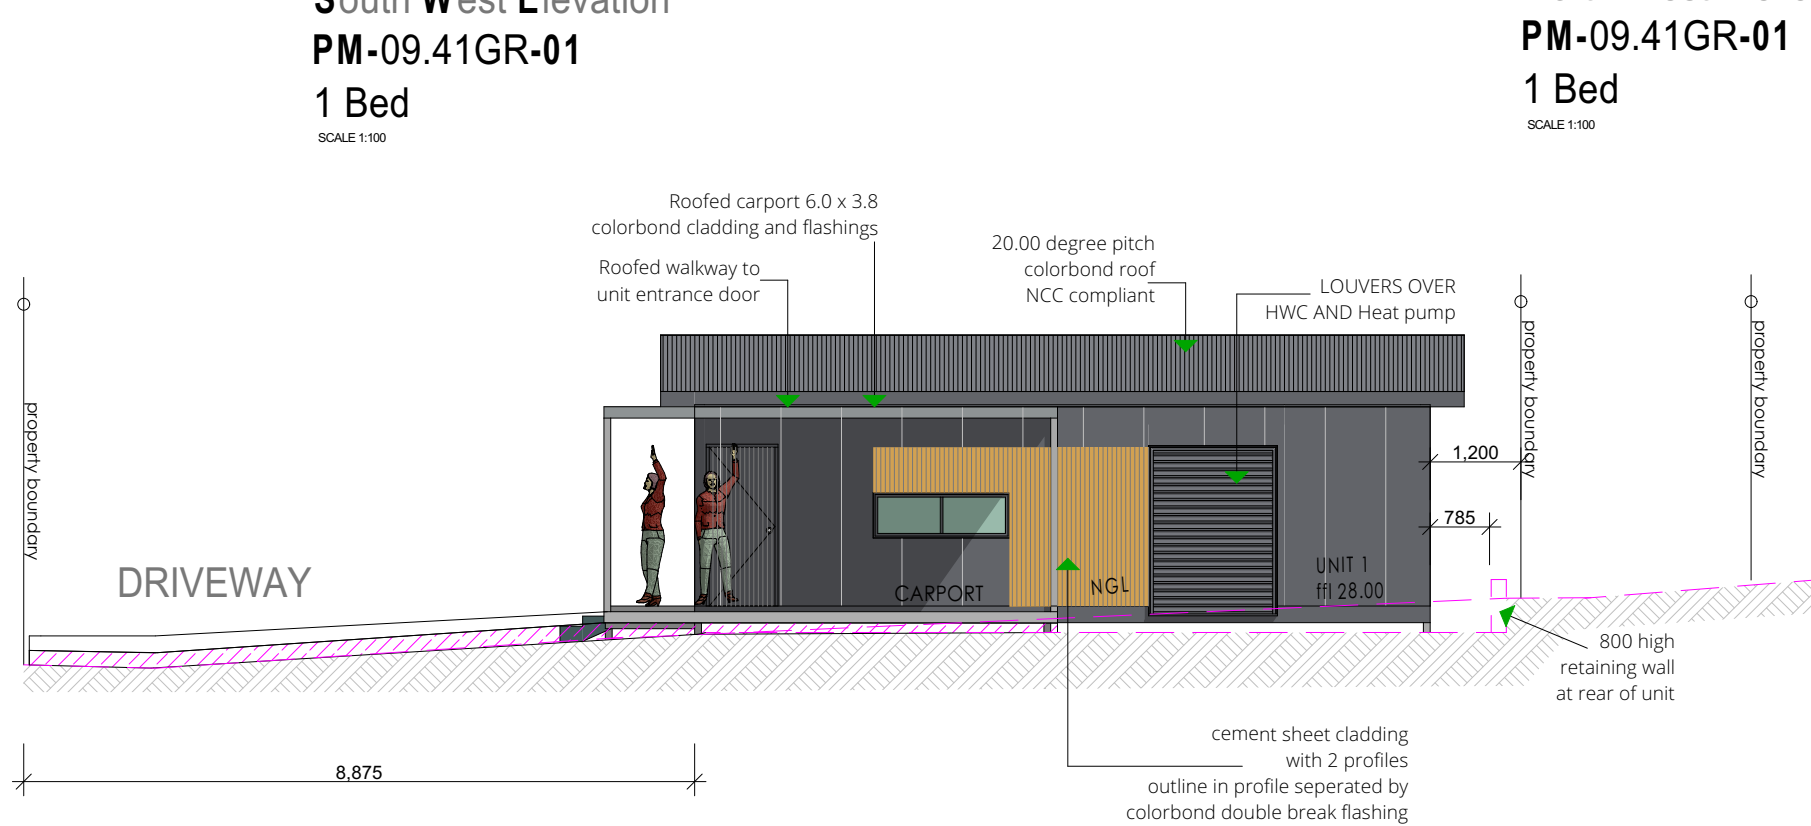 South West Elevation
PM-09.41GR-01
1 Bed
SCALE 1:100
PM-09.41GR-01
1 Bed
SCALE 1:100
Roofed carport 6.0 x 3.8
colorbond cladding and flashings
Roofed walkway to
unit entrance door
20.00 degree pitch
colorbond roof
NCC compliant
LOUVERS OVER
HWC AND Heat pump
property boundary
property boundary
property boundary
1,200
785
DRIVEWAY
CARPORT
NGL
UNIT 1
ffl 28.00
800 high
retaining wall
at rear of unit
cement sheet cladding
with 2 profiles
outline in profile seperated by
colorbond double break flashing
8,875